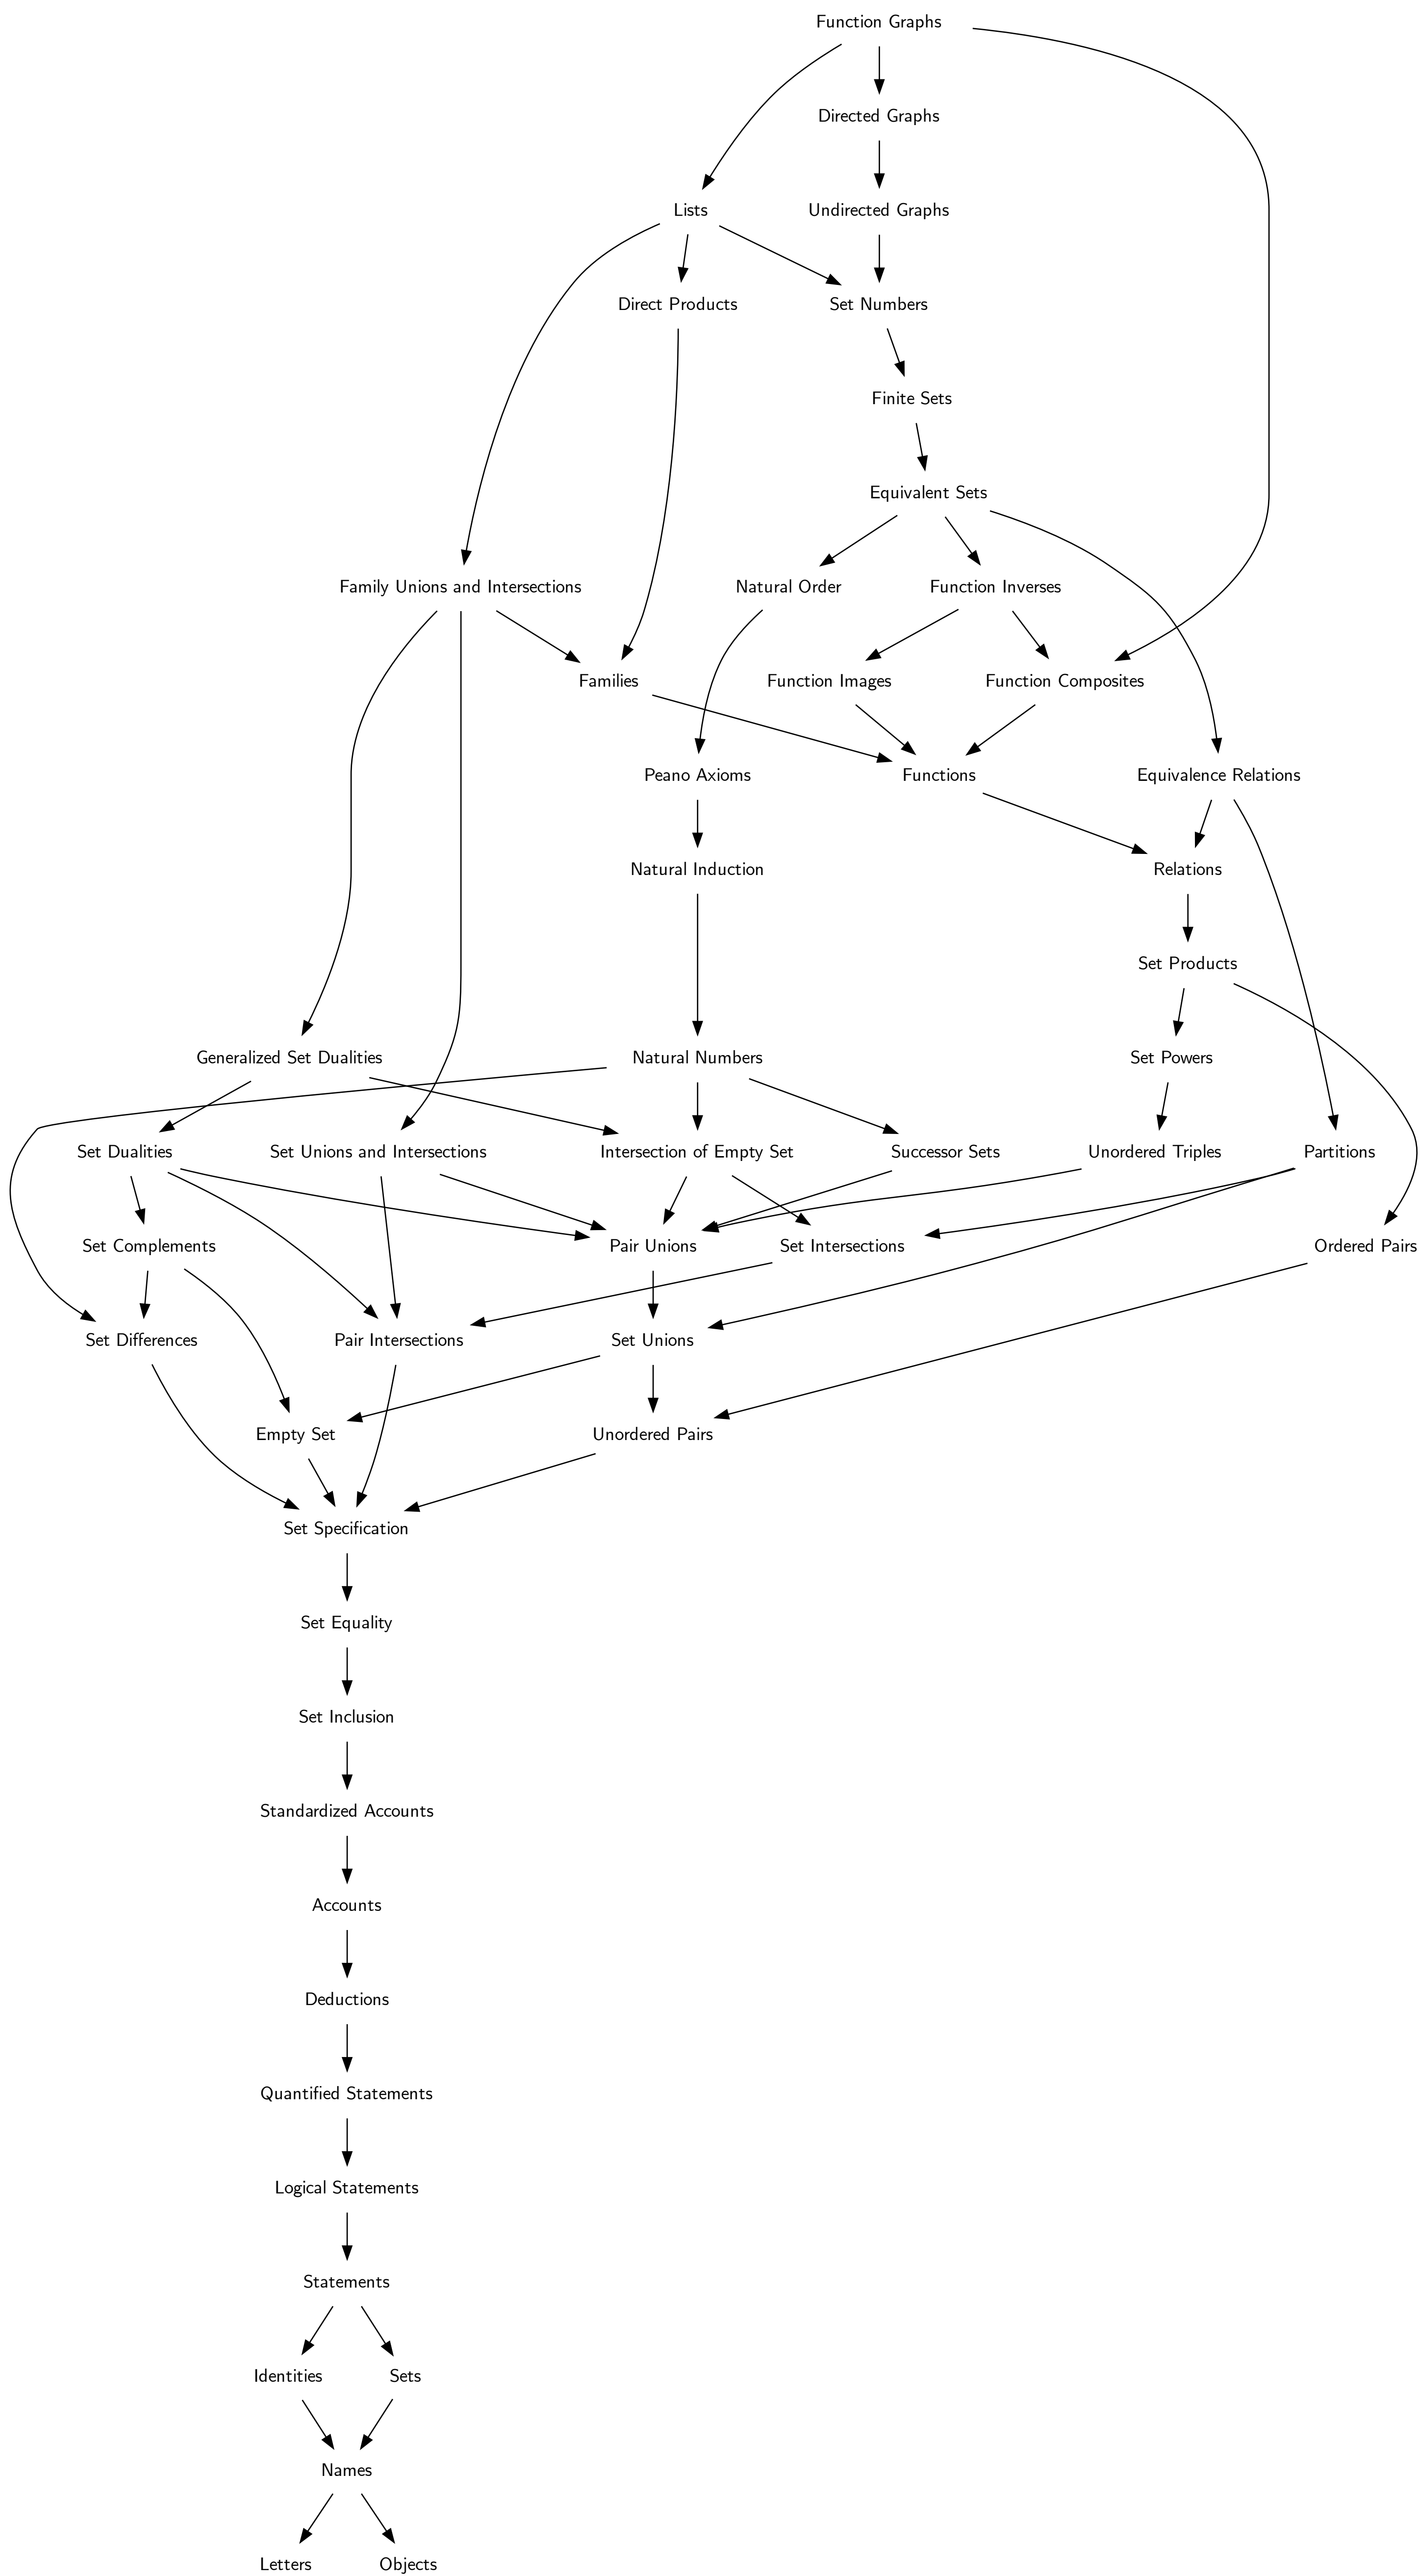 Function Graphs
Directed Graphs
Lists
Undirected Graphs
Direct Products
Set Numbers
Finite Sets
Equivalent Sets
Family Unions and Intersections
Natural Order
Function Inverses
Families
Function Images
Function Composites
Peano Axioms
Functions
Equivalence Relations
Natural Induction
Relations
Set Products
Generalized Set Dualities
Natural Numbers
Set Powers
Set Dualities
Set Unions and Intersections
Intersection of Empty Set
Successor Sets
Unordered Triples
Partitions
Set Complements
Pair Unions
Set Intersections
Ordered Pairs
Set Differences
Pair Intersections
Set Unions
Empty Set
Unordered Pairs
Set Specification
Set Equality
Set Inclusion
Standardized Accounts
Accounts
Deductions
Quantified Statements
Logical Statements
Statements
Identities
Sets
Names
Letters
Objects